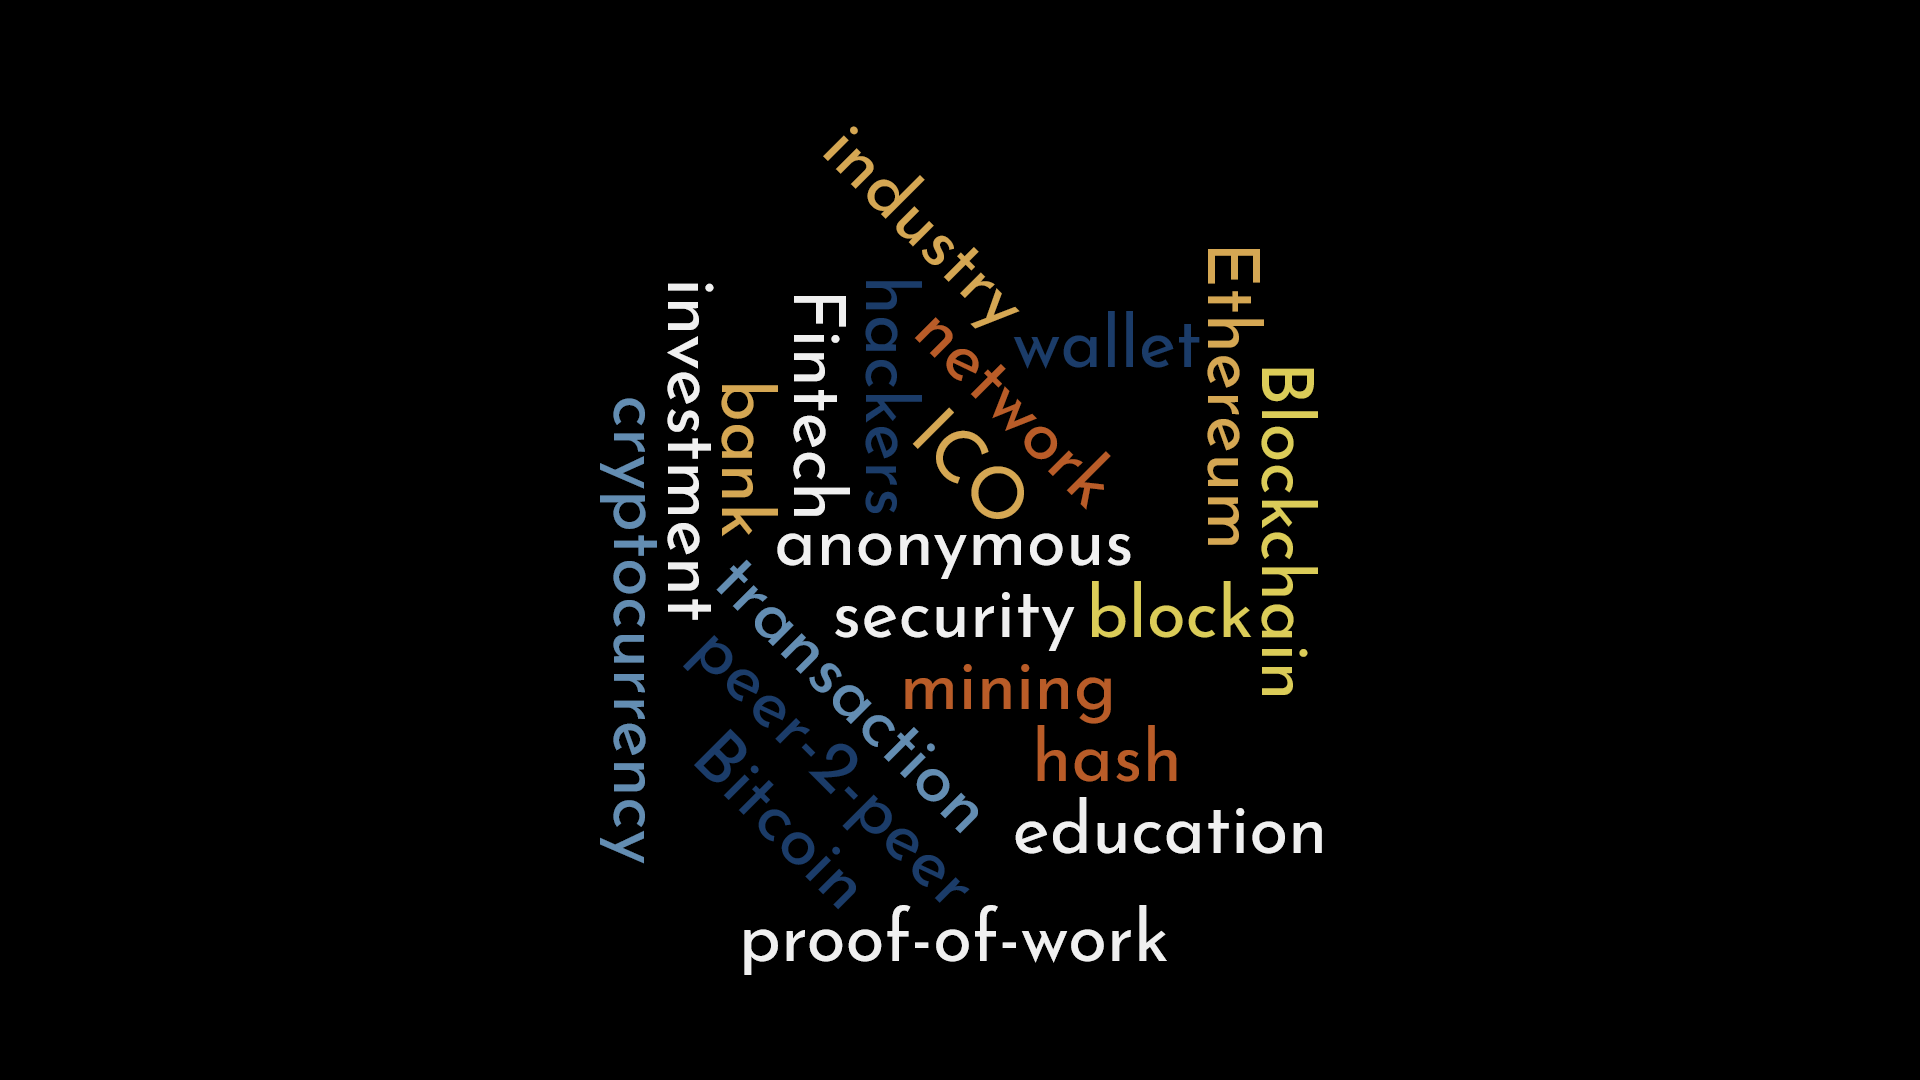 industry
Ethereum
hackers
investment
Fintech
network
wallet
Blockchain
bank
cryptocurrency
ICO
anonymous
transaction
security
block
peer-2-peer
mining
Bitcoin
hash
education
proof-of-work